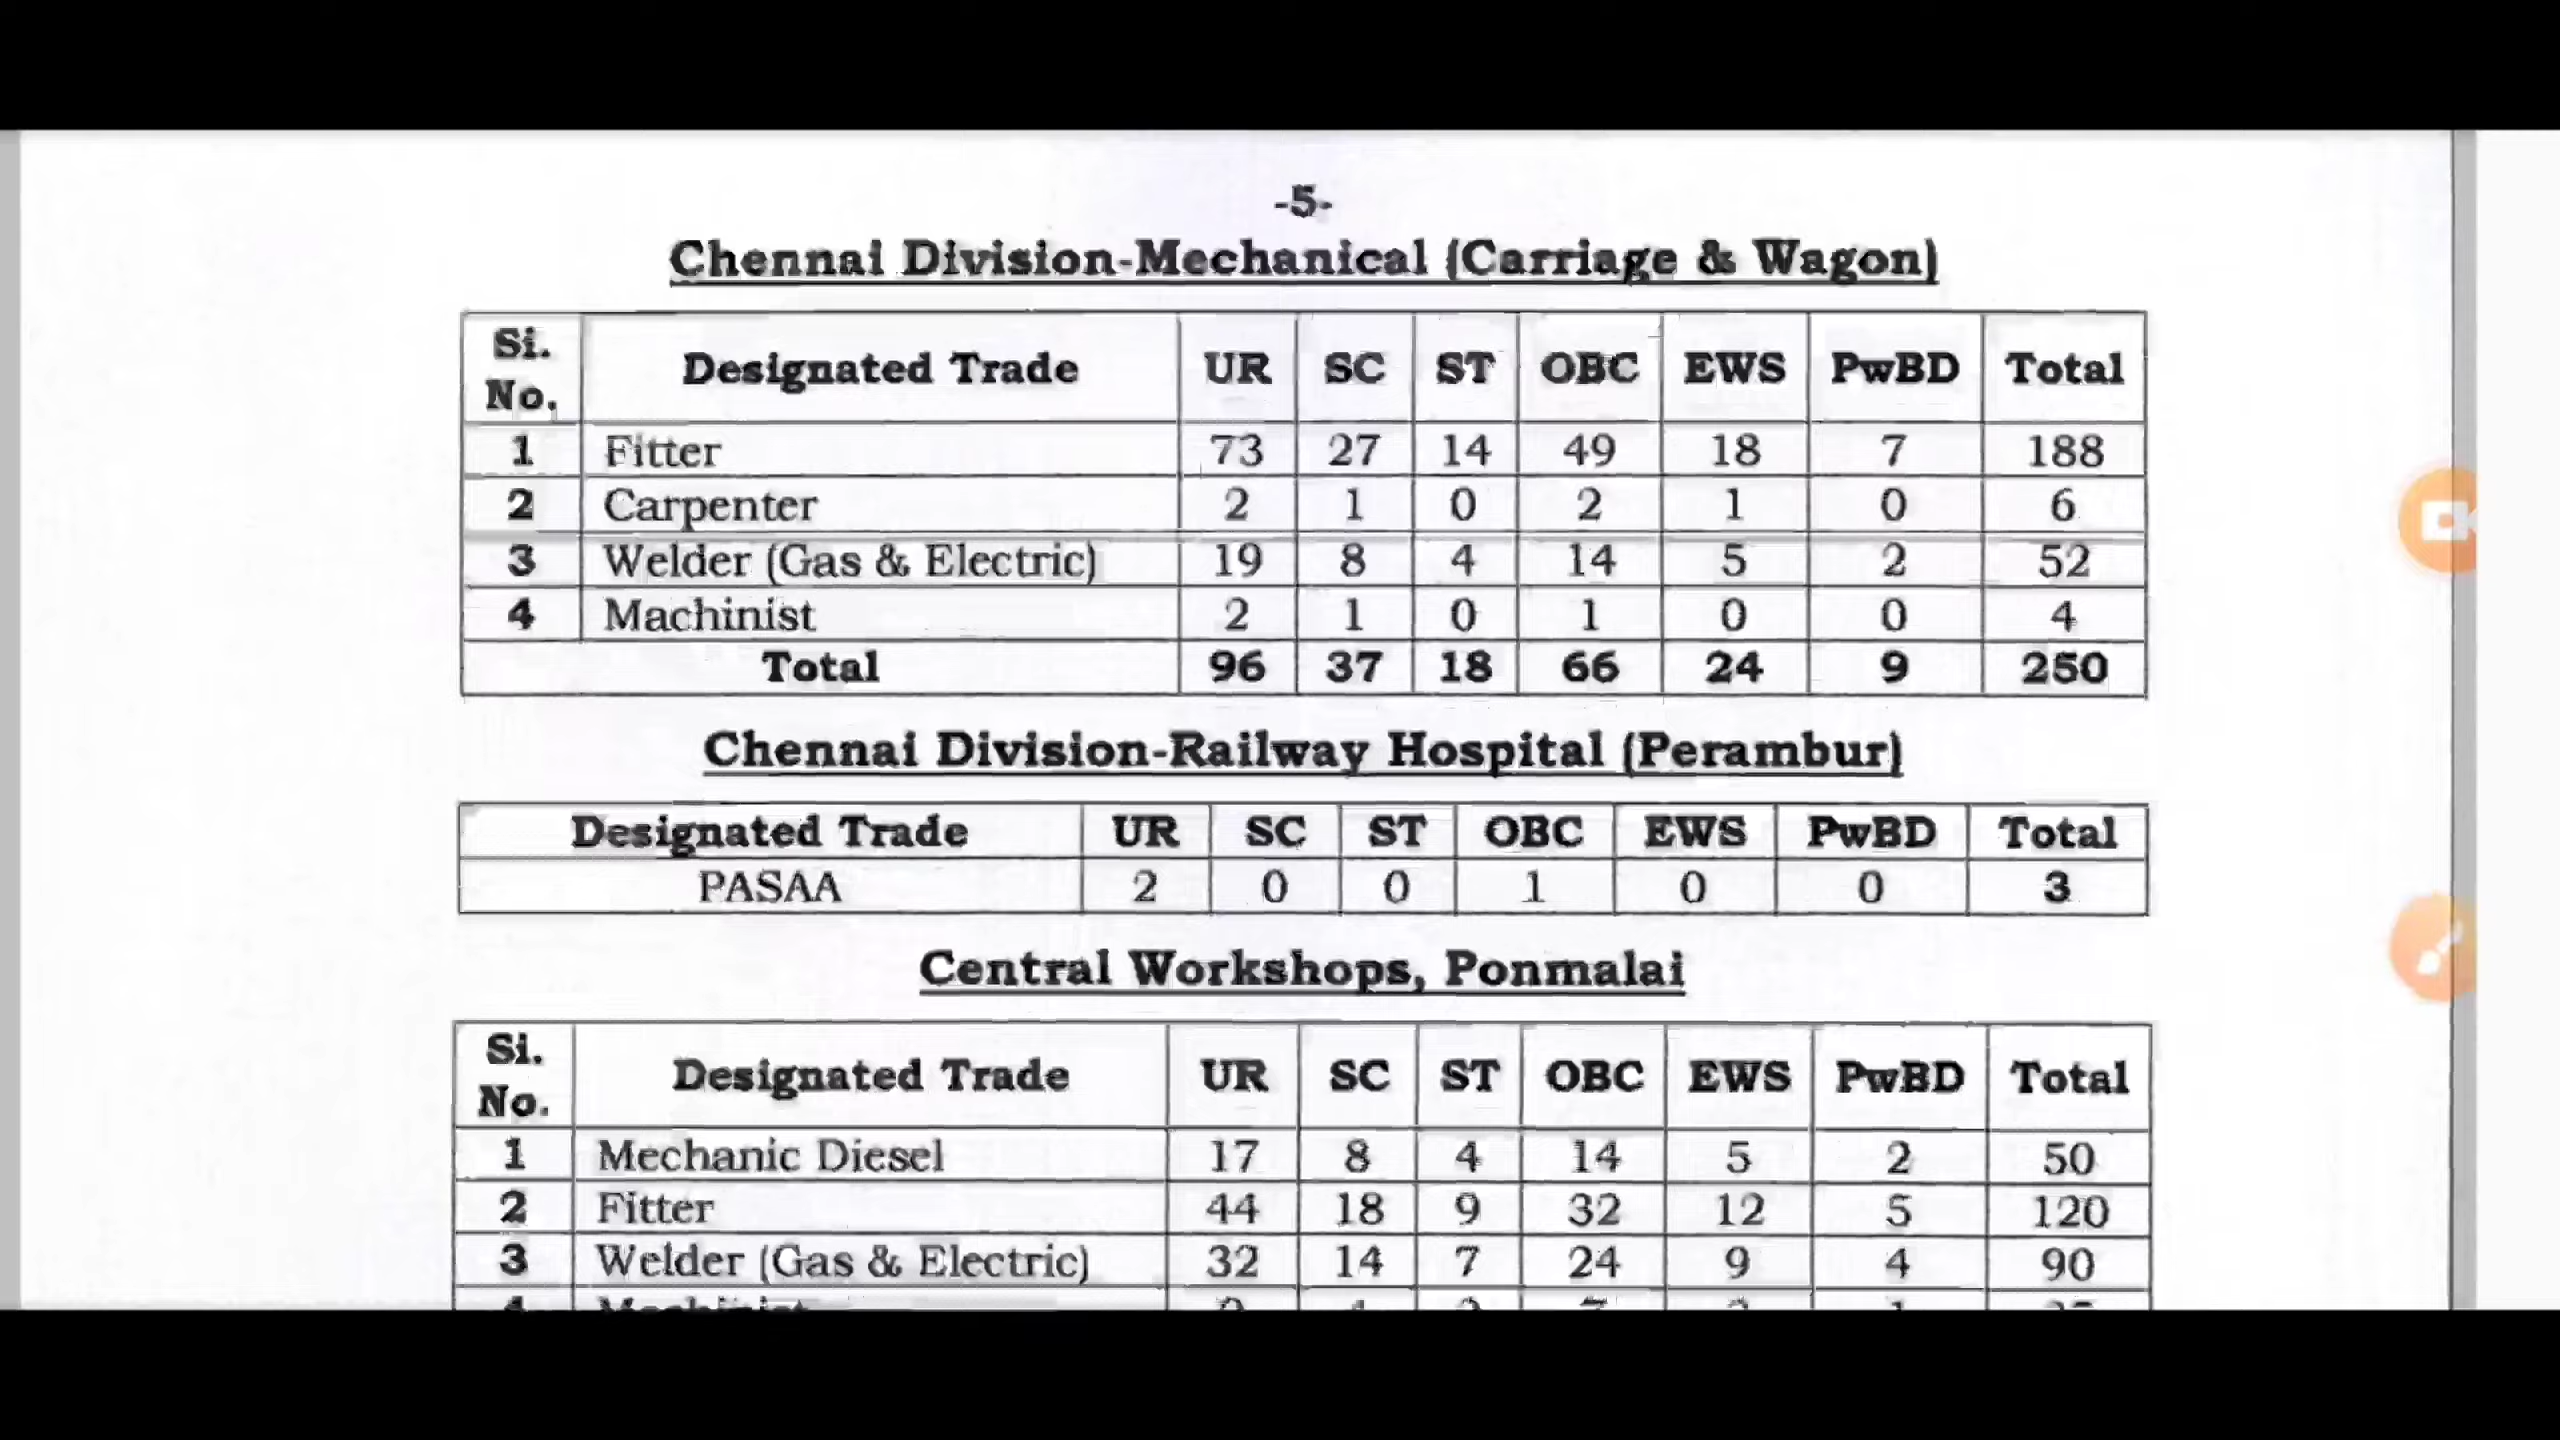 -5-
Chennai Division-Mechanical (Carriage & Wagon)
Si. No. Designated Trade UR SC ST OBC EWS PwBD Total
1 Fitter 73 27 14 49 18 7 188
2 Carpenter 2 1 0 2 1 0 6
3 Welder (Gas & Electric) 19 8 4 14 5 2 52
4 Machinist 2 1 0 1 0 0 4
Total 96 37 18 66 24 9 250
Chennai Division-Railway Hospital (Perambur)
Designated Trade UR SC ST OBC EWS PwBD Total
PASAA 2 0 0 1 0 0 3
Central Workshops, Ponmalai
Si. No. Designated Trade UR SC ST OBC EWS PwBD Total
1 Mechanic Diesel 17 8 4 14 5 2 50
2 Fitter 44 18 9 32 12 5 120
3 Welder (Gas & Electric) 32 14 7 24 9 4 90